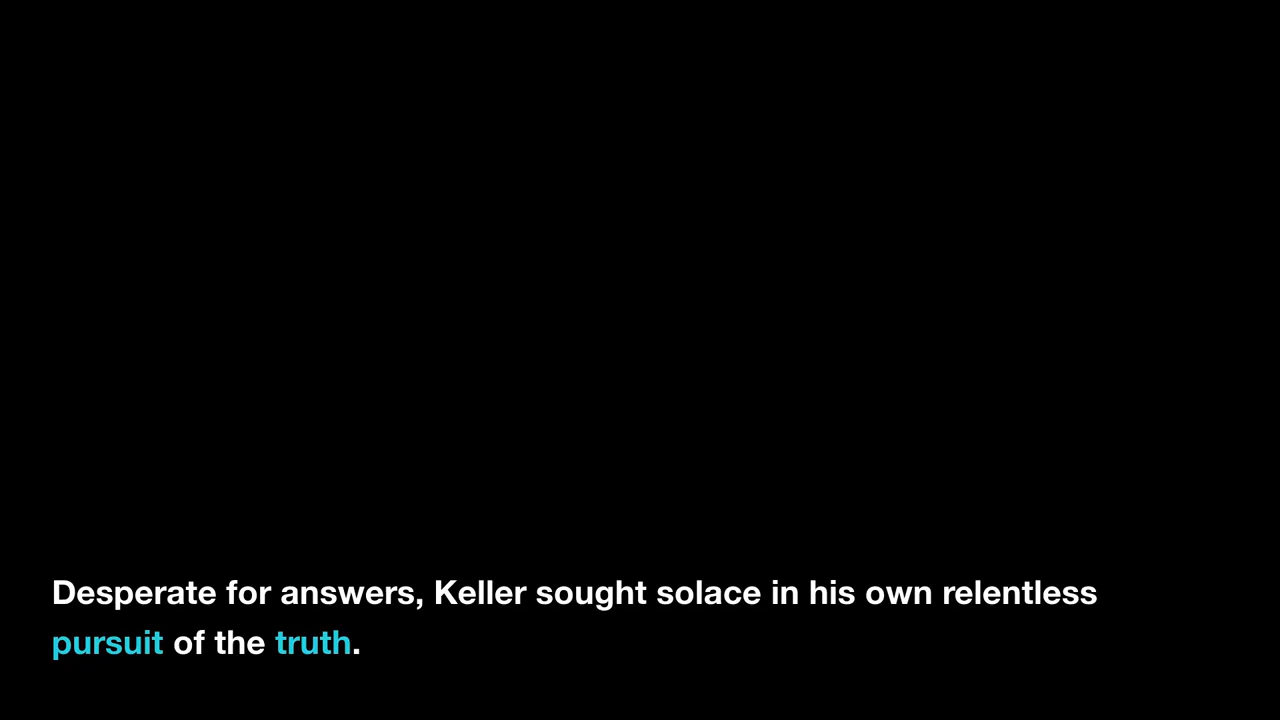 Desperate for answers, Keller sought solace in his own relentless
pursuit of the truth.